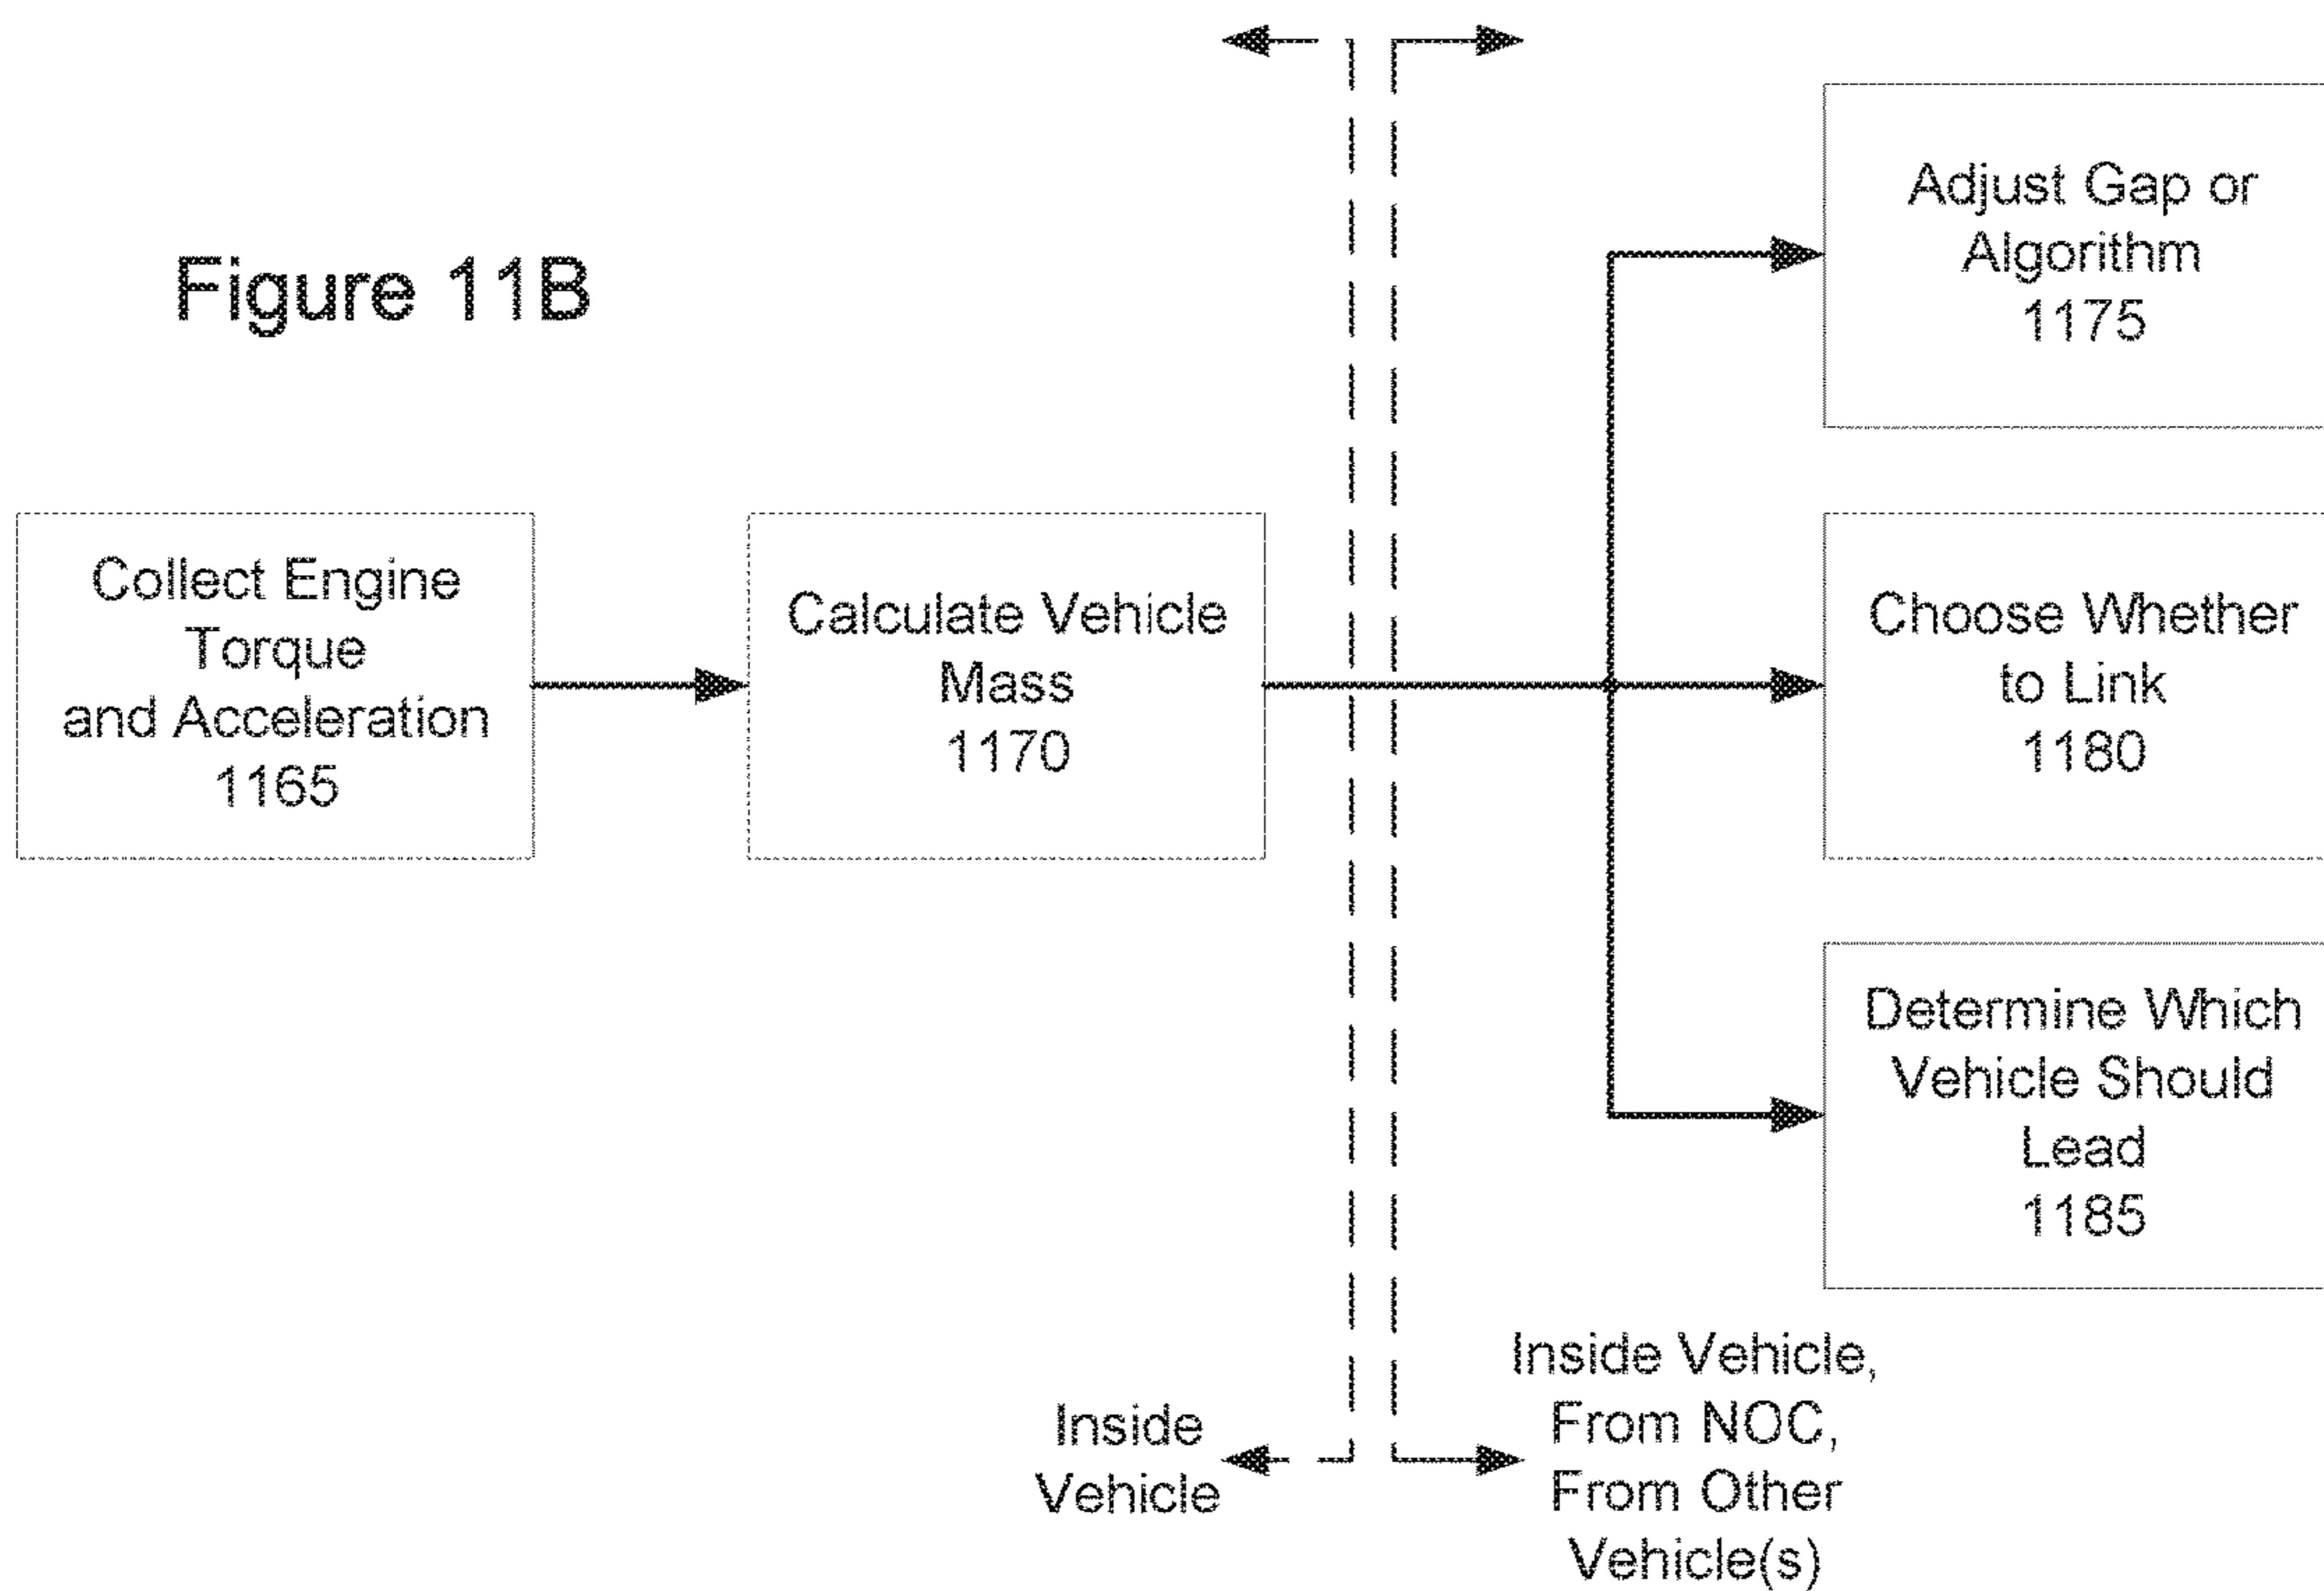 Figure 11B
Collect Engine
Torque
and Acceleration
1165
Calculate Vehicle
Mass
1170
Adjust Gap or
Algorithm
1175
Choose Whether
to Link
1180
Determine Which
Vehicle Should
Lead
1185
Inside
Vehicle
Inside Vehicle,
From NOC,
From Other
Vehicle(s)